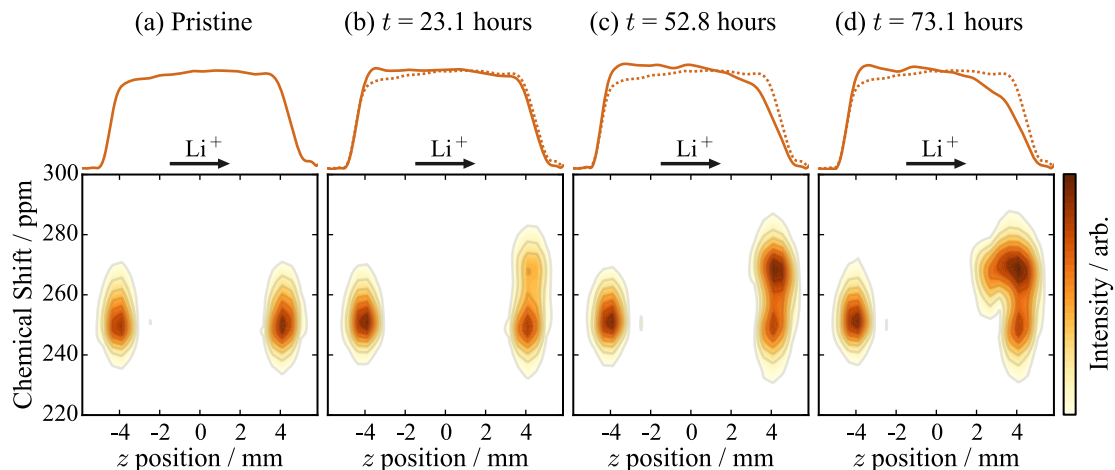 (a) Pristine
(b) t = 23.1 hours
(c) t = 52.8 hours
(d) t = 73.1 hours
Li+
Li+
Li+
Li+
300
280
260
240
220
Chemical Shift / ppm
-4 -2 0 2 4
-4 -2 0 2 4
-4 -2 0 2 4
-4 -2 0 2 4
z position / mm
z position / mm
z position / mm
z position / mm
Intensity / arb.